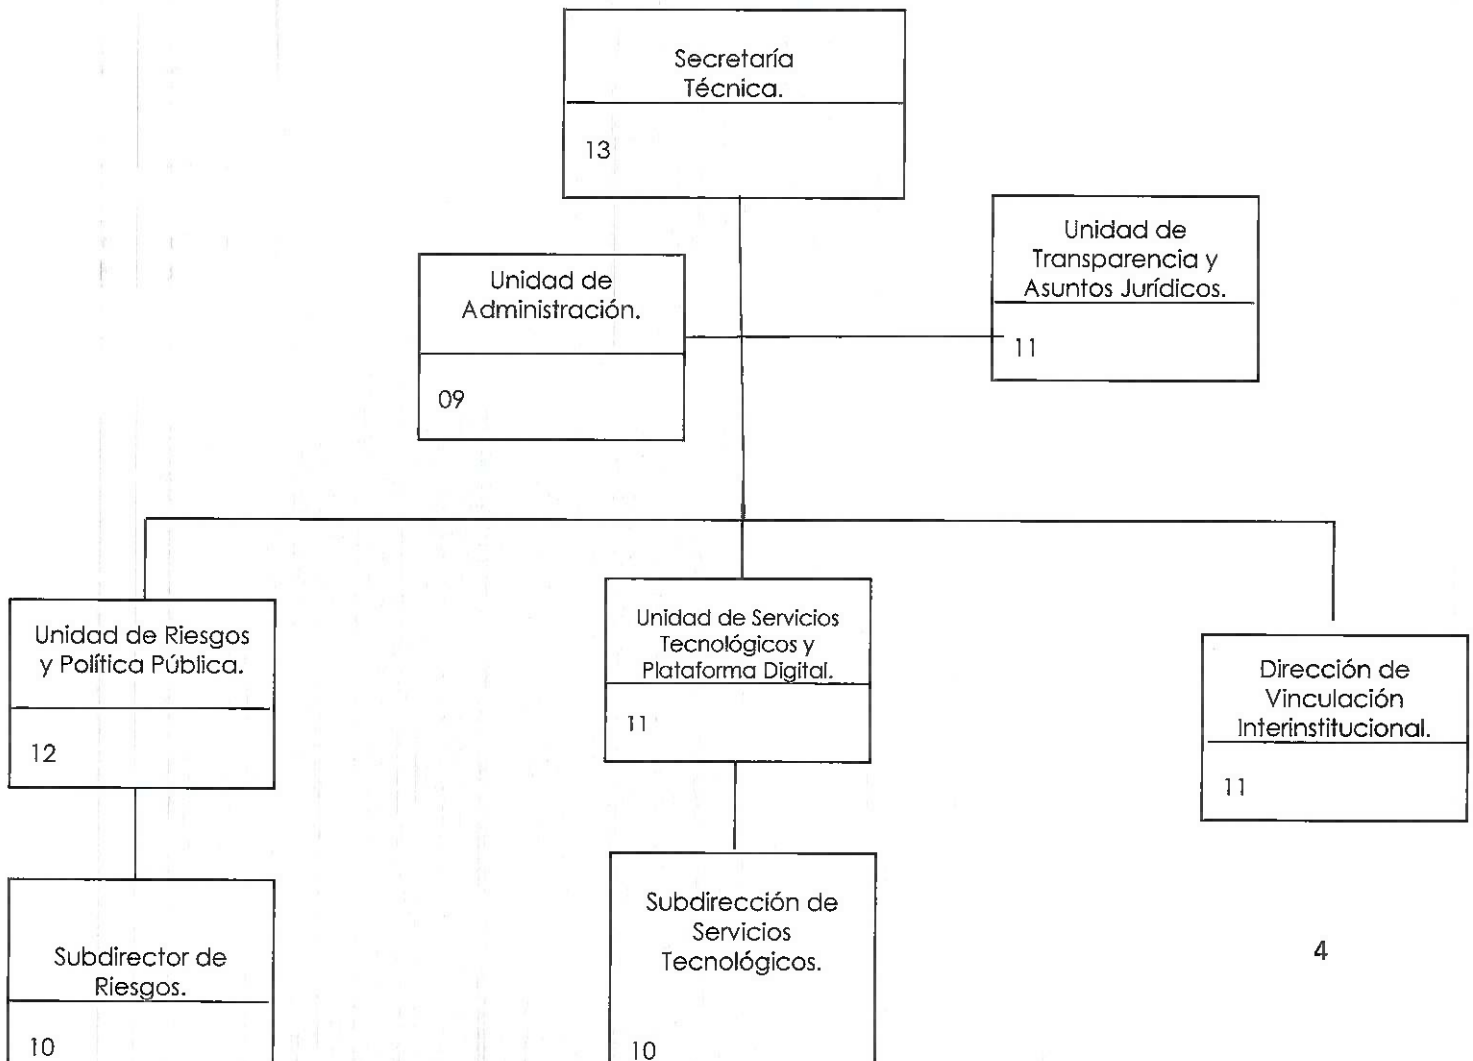 Secretaría
Técnica.
13
Unidad de
Transparencia y
Asuntos Jurídicos.
11
Unidad de
Administración.
09
Unidad de Riesgos
y Política Pública.
12
Unidad de Servicios
Tecnológicos y
Plataforma Digital.
11
Dirección de
Vinculación
Interinstitucional.
11
Subdirector de
Riesgos.
10
Subdirección de
Servicios
Tecnológicos.
10
4